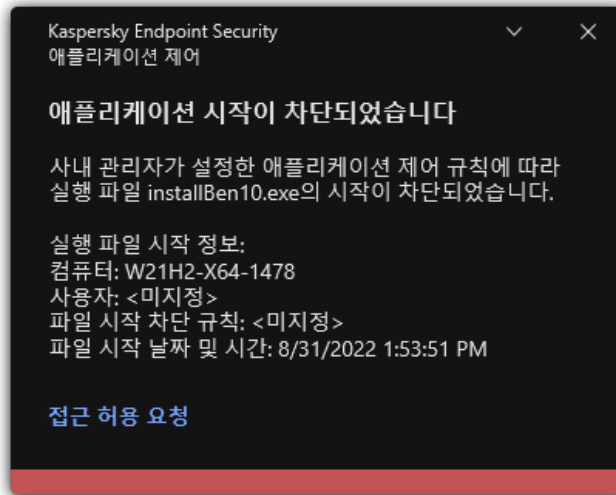 Kaspersky Endpoint Security
애플리케이션 제어
애플리케이션 시작이 차단되었습니다
사내 관리자가 설정한 애플리케이션 제어 규칙에 따라
실행 파일 installBen10.exe의 시작이 차단되었습니다.
실행 파일 시작 정보:
컴퓨터: W21H2-X64-1478
사용자: <미지정>
파일 시작 차단 규칙: <미지정>
파일 시작 날짜 및 시간: 8/31/2022 1:53:51 PM
접근 허용 요청